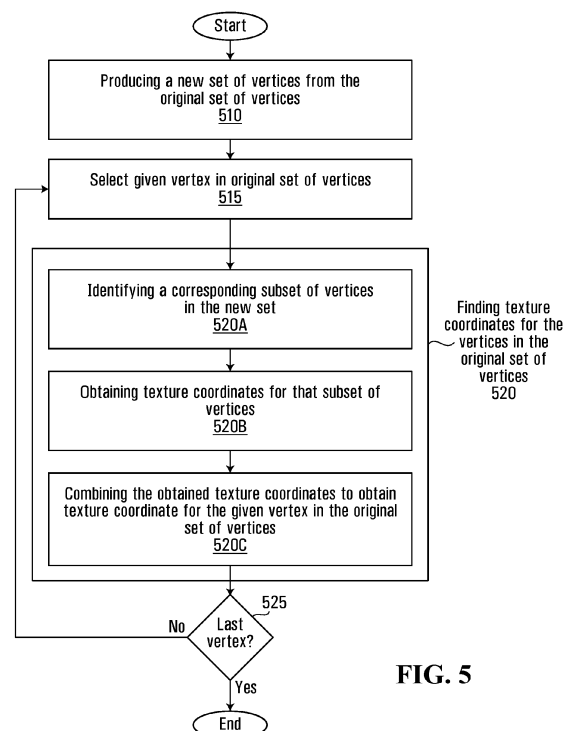 Start
Producing a new set of vertices from the
original set of vertices
510
Select given vertex in original set of vertices
515
Identifying a corresponding subset of vertices
in the new set
520A
Obtaining texture coordinates for that subset of
vertices
520B
Combining the obtained texture coordinates to obtain
texture coordinate for the given vertex in the original
set of vertices
520C
Finding texture
coordinates for the
vertices in the
original set of
vertices
520
525
Last
vertex?
No
Yes
End
FIG. 5